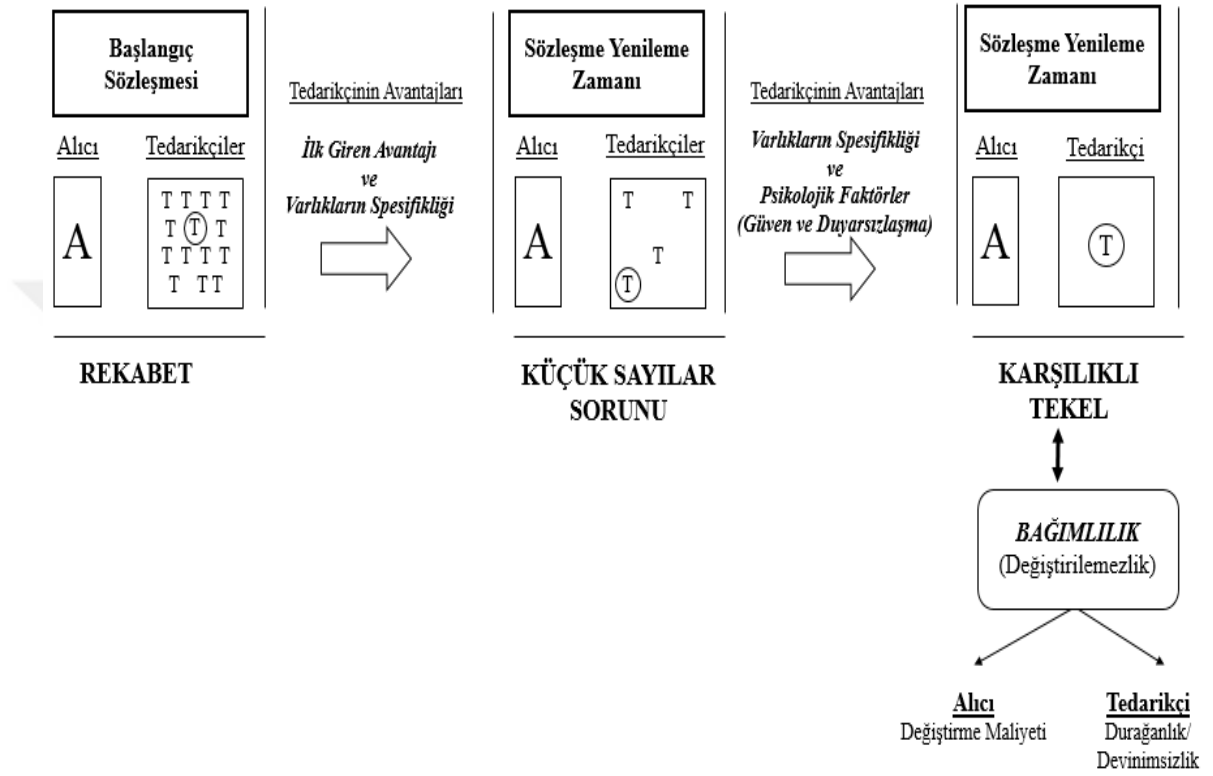 Başlangıç
Sözleşmesi
Alıcı
Tedarikçiler
A
T T T T
T T T
T T T T
T T T
REKABET
Tedarikçinin Avantajları
İlk Giren Avantajı
ve
Varlıkların Spesifikliği
Sözleşme Yenileme
Zamanı
Alıcı
Tedarikçiler
A
T T
T
T
KÜÇÜK SAYILAR
SORUNU
Tedarikçinin Avantajları
Varlıkların Spesifikliği
ve
Psikolojik Faktörler
(Güven ve Duyarsızlaşma)
Sözleşme Yenileme
Zamanı
Alıcı
Tedarikçi
A
T
KARŞILIKLI
TEKEL
BAĞIMLILIK
(Değiştirilemezlik)
Alıcı
Değiştirme Maliyeti
Tedarikçi
Durağanlık/
Devinimsizlik